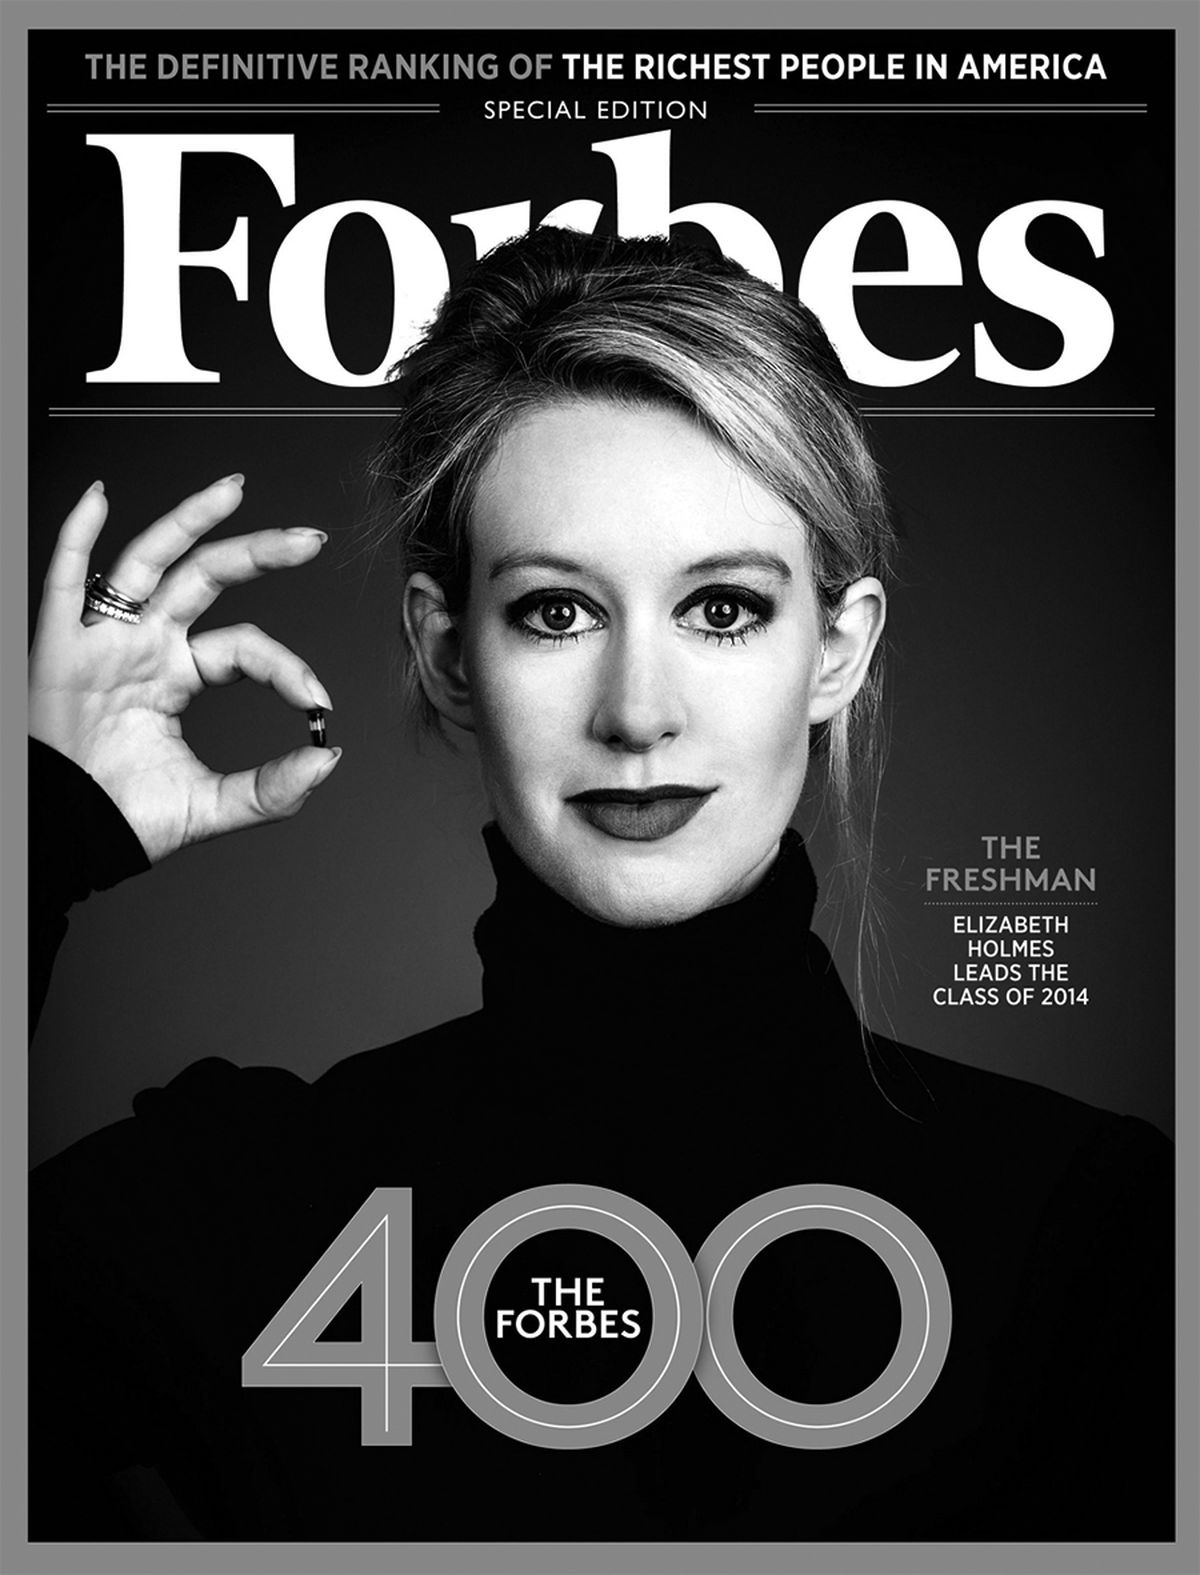 THE DEFINITIVE RANKING OF THE RICHEST PEOPLE IN AMERICA
SPECIAL EDITION
Forbes
THE
FRESHMAN
ELIZABETH
HOLMES
LEADS THE
CLASS OF 2014
400
THE
FORBES